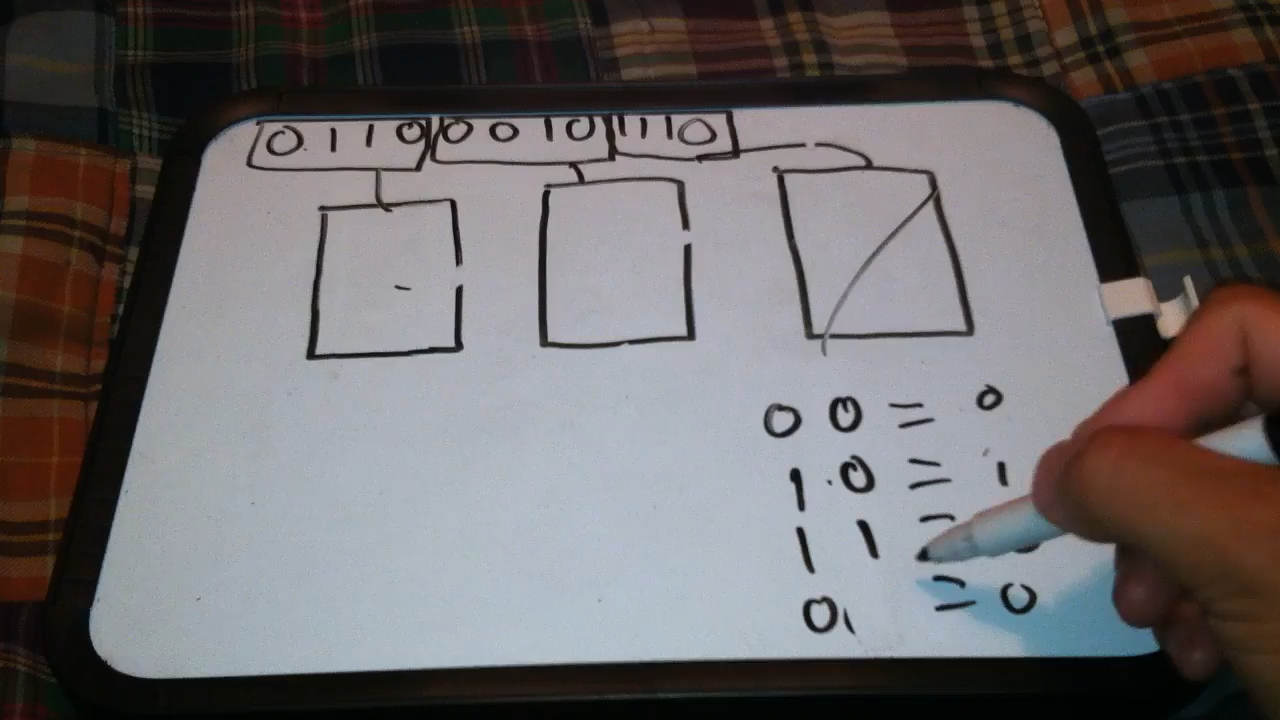 0110 0010 1110
0 0 = 0
1 0 = 1
1 1 =
0 = 0